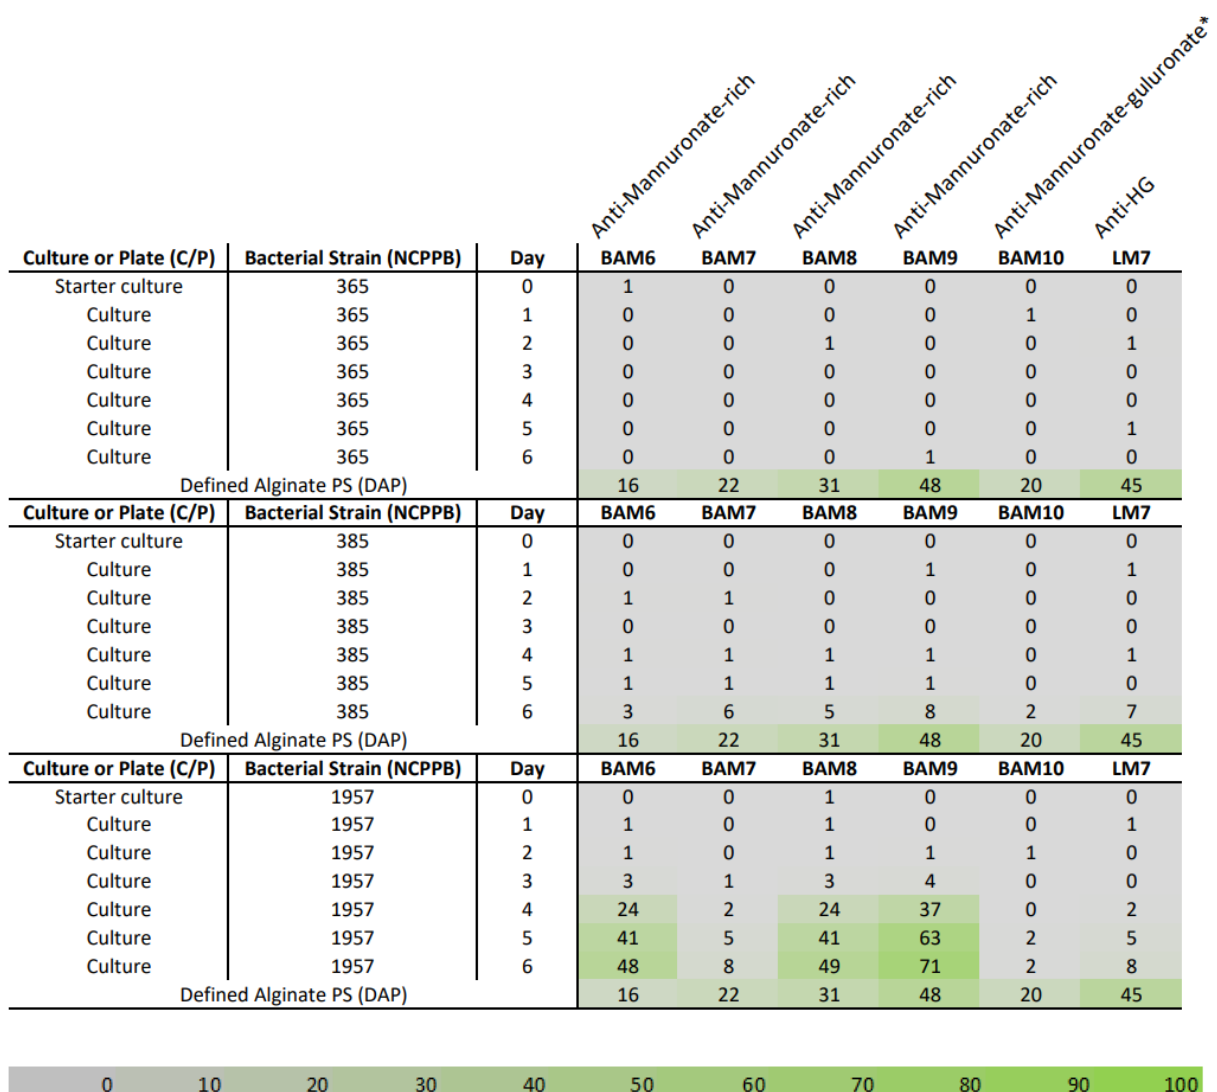 Anti-Mannuronate-rich
Anti-Mannuronate-rich
Anti-Mannuronate-rich
Anti-Mannuronate-rich
Anti-Mannuronate-guluronate*
Anti-HG
Culture or Plate (C/P) Bacterial Strain (NCPPB) Day BAM6 BAM7 BAM8 BAM9 BAM10 LM7
Starter culture 365 0 1 0 0 0 0 0
Culture 365 1 0 0 0 0 1 0
Culture 365 2 0 0 1 0 0 1
Culture 365 3 0 0 0 0 0 0
Culture 365 4 0 0 0 0 0 0
Culture 365 5 0 0 0 0 0 1
Culture 365 6 0 0 0 1 0 0
Defined Alginate PS (DAP) 16 22 31 48 20 45
Culture or Plate (C/P) Bacterial Strain (NCPPB) Day BAM6 BAM7 BAM8 BAM9 BAM10 LM7
Starter culture 385 0 0 0 0 0 0 0
Culture 385 1 0 0 0 1 0 1
Culture 385 2 1 1 0 0 0 0
Culture 385 3 0 0 0 0 0 0
Culture 385 4 1 1 1 1 0 1
Culture 385 5 1 1 1 1 0 0
Culture 385 6 3 6 5 8 2 7
Defined Alginate PS (DAP) 16 22 31 48 20 45
Culture or Plate (C/P) Bacterial Strain (NCPPB) Day BAM6 BAM7 BAM8 BAM9 BAM10 LM7
Starter culture 1957 0 0 0 1 0 0 0
Culture 1957 1 1 0 1 0 0 1
Culture 1957 2 1 0 1 1 1 0
Culture 1957 3 3 1 3 4 0 0
Culture 1957 4 24 2 24 37 0 2
Culture 1957 5 41 5 41 63 2 5
Culture 1957 6 48 8 49 71 2 8
Defined Alginate PS (DAP) 16 22 31 48 20 45
0 10 20 30 40 50 60 70 80 90 100